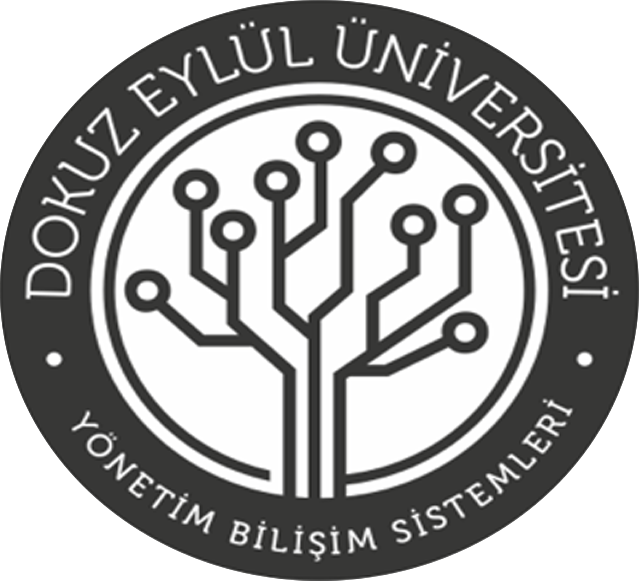 DOKUZ EYLÜL ÜNİVERSİTESİ
YÖNETİM BİLİŞİM SİSTEMLERİ